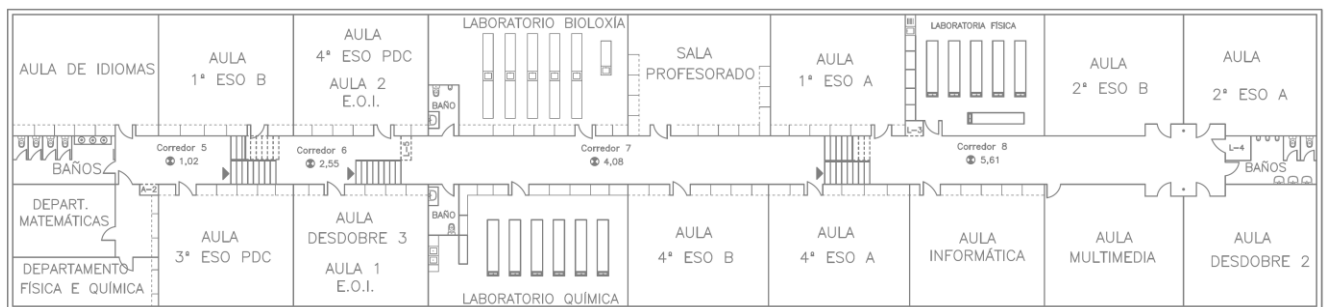 AULA DE IDIOMAS
AULA
1ª ESO B
AULA
4ª ESO PDC
AULA 2
E.O.I.
BAÑO
LABORATORIO BIOLOXÍA
SALA
PROFESORADO
AULA
1ª ESO A
LABORATORIA FÍSICA
AULA
2ª ESO B
AULA
2ª ESO A
L-3
BAÑOS
Corredor 5
1,02
Corredor 6
2,55
L-5
Corredor 7
4,08
Corredor 8
5,61
L-4
BAÑOS
A-2
DEPART.
MATEMÁTICAS
DEPARTAMENTO
FÍSICA E QUÍMICA
AULA
3ª ESO PDC
AULA
DESDOBRE 3
AULA 1
E.O.I.
BAÑO
LABORATORIO QUÍMICA
AULA
4ª ESO B
AULA
4ª ESO A
AULA
INFORMÁTICA
AULA
MULTIMEDIA
AULA
DESDOBRE 2